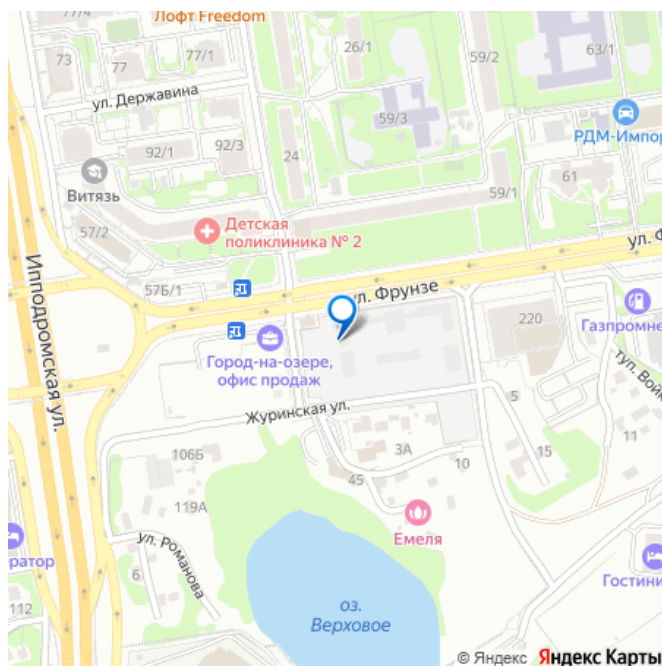 77/4
Лофт Freedom
73
77
77/1
26/1
59/2
63/1
ул. Державина
59/3
РДМ-Импор
92/1
92/3
24
Витязь
61
59/1
57/2
Детская
поликлиника № 2
ул. Ф
57Б/1
Ипподромская ул.
ул. Фрунзе
220
Газпромне
Город-на-озере,
офис продаж
туп. Войк
Журинская ул.
5
11
106Б
3А
15
10
45
119А
Емеля
ул. Романова
ратор
6
Гостини
112
оз.
Верховое
© Яндекс Яндекс Карты